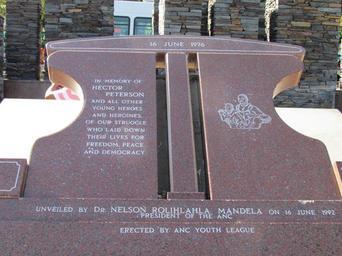 16 JUNE 1976
IN MEMORY OF
HECTOR
PETERSON
AND ALL OTHER
YOUNG HEROES
AND HEROINES
OF OUR STRUGGLE
WHO LAID DOWN
THEIR LIVES FOR
FREEDOM, PEACE
AND DEMOCRACY
UNVEILED BY DR. NELSON ROLIHLAHLA MANDELA ON 16 JUNE 1992
PRESIDENT OF THE ANC
ERECTED BY ANC YOUTH LEAGUE